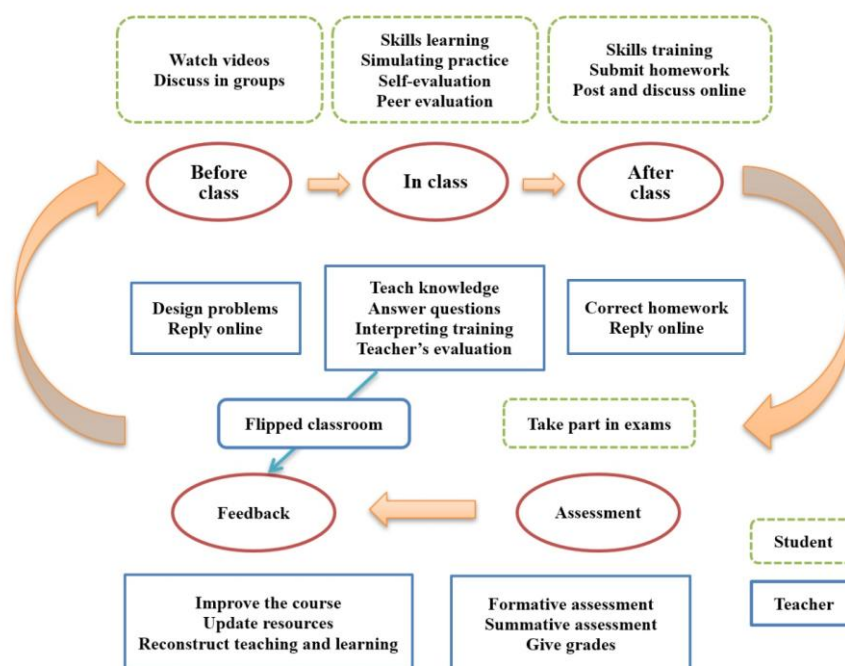 Watch videos
Discuss in groups
Skills learning
Simulating practice
Self-evaluation
Peer evaluation
Skills training
Submit homework
Post and discuss online
Before
class
In class
After
class
Design problems
Reply online
Teach knowledge
Answer questions
Interpreting training
Teacher’s evaluation
Correct homework
Reply online
Flipped classroom
Take part in exams
Feedback
Assessment
Student
Teacher
Improve the course
Update resources
Reconstruct teaching and learning
Formative assessment
Summative assessment
Give grades